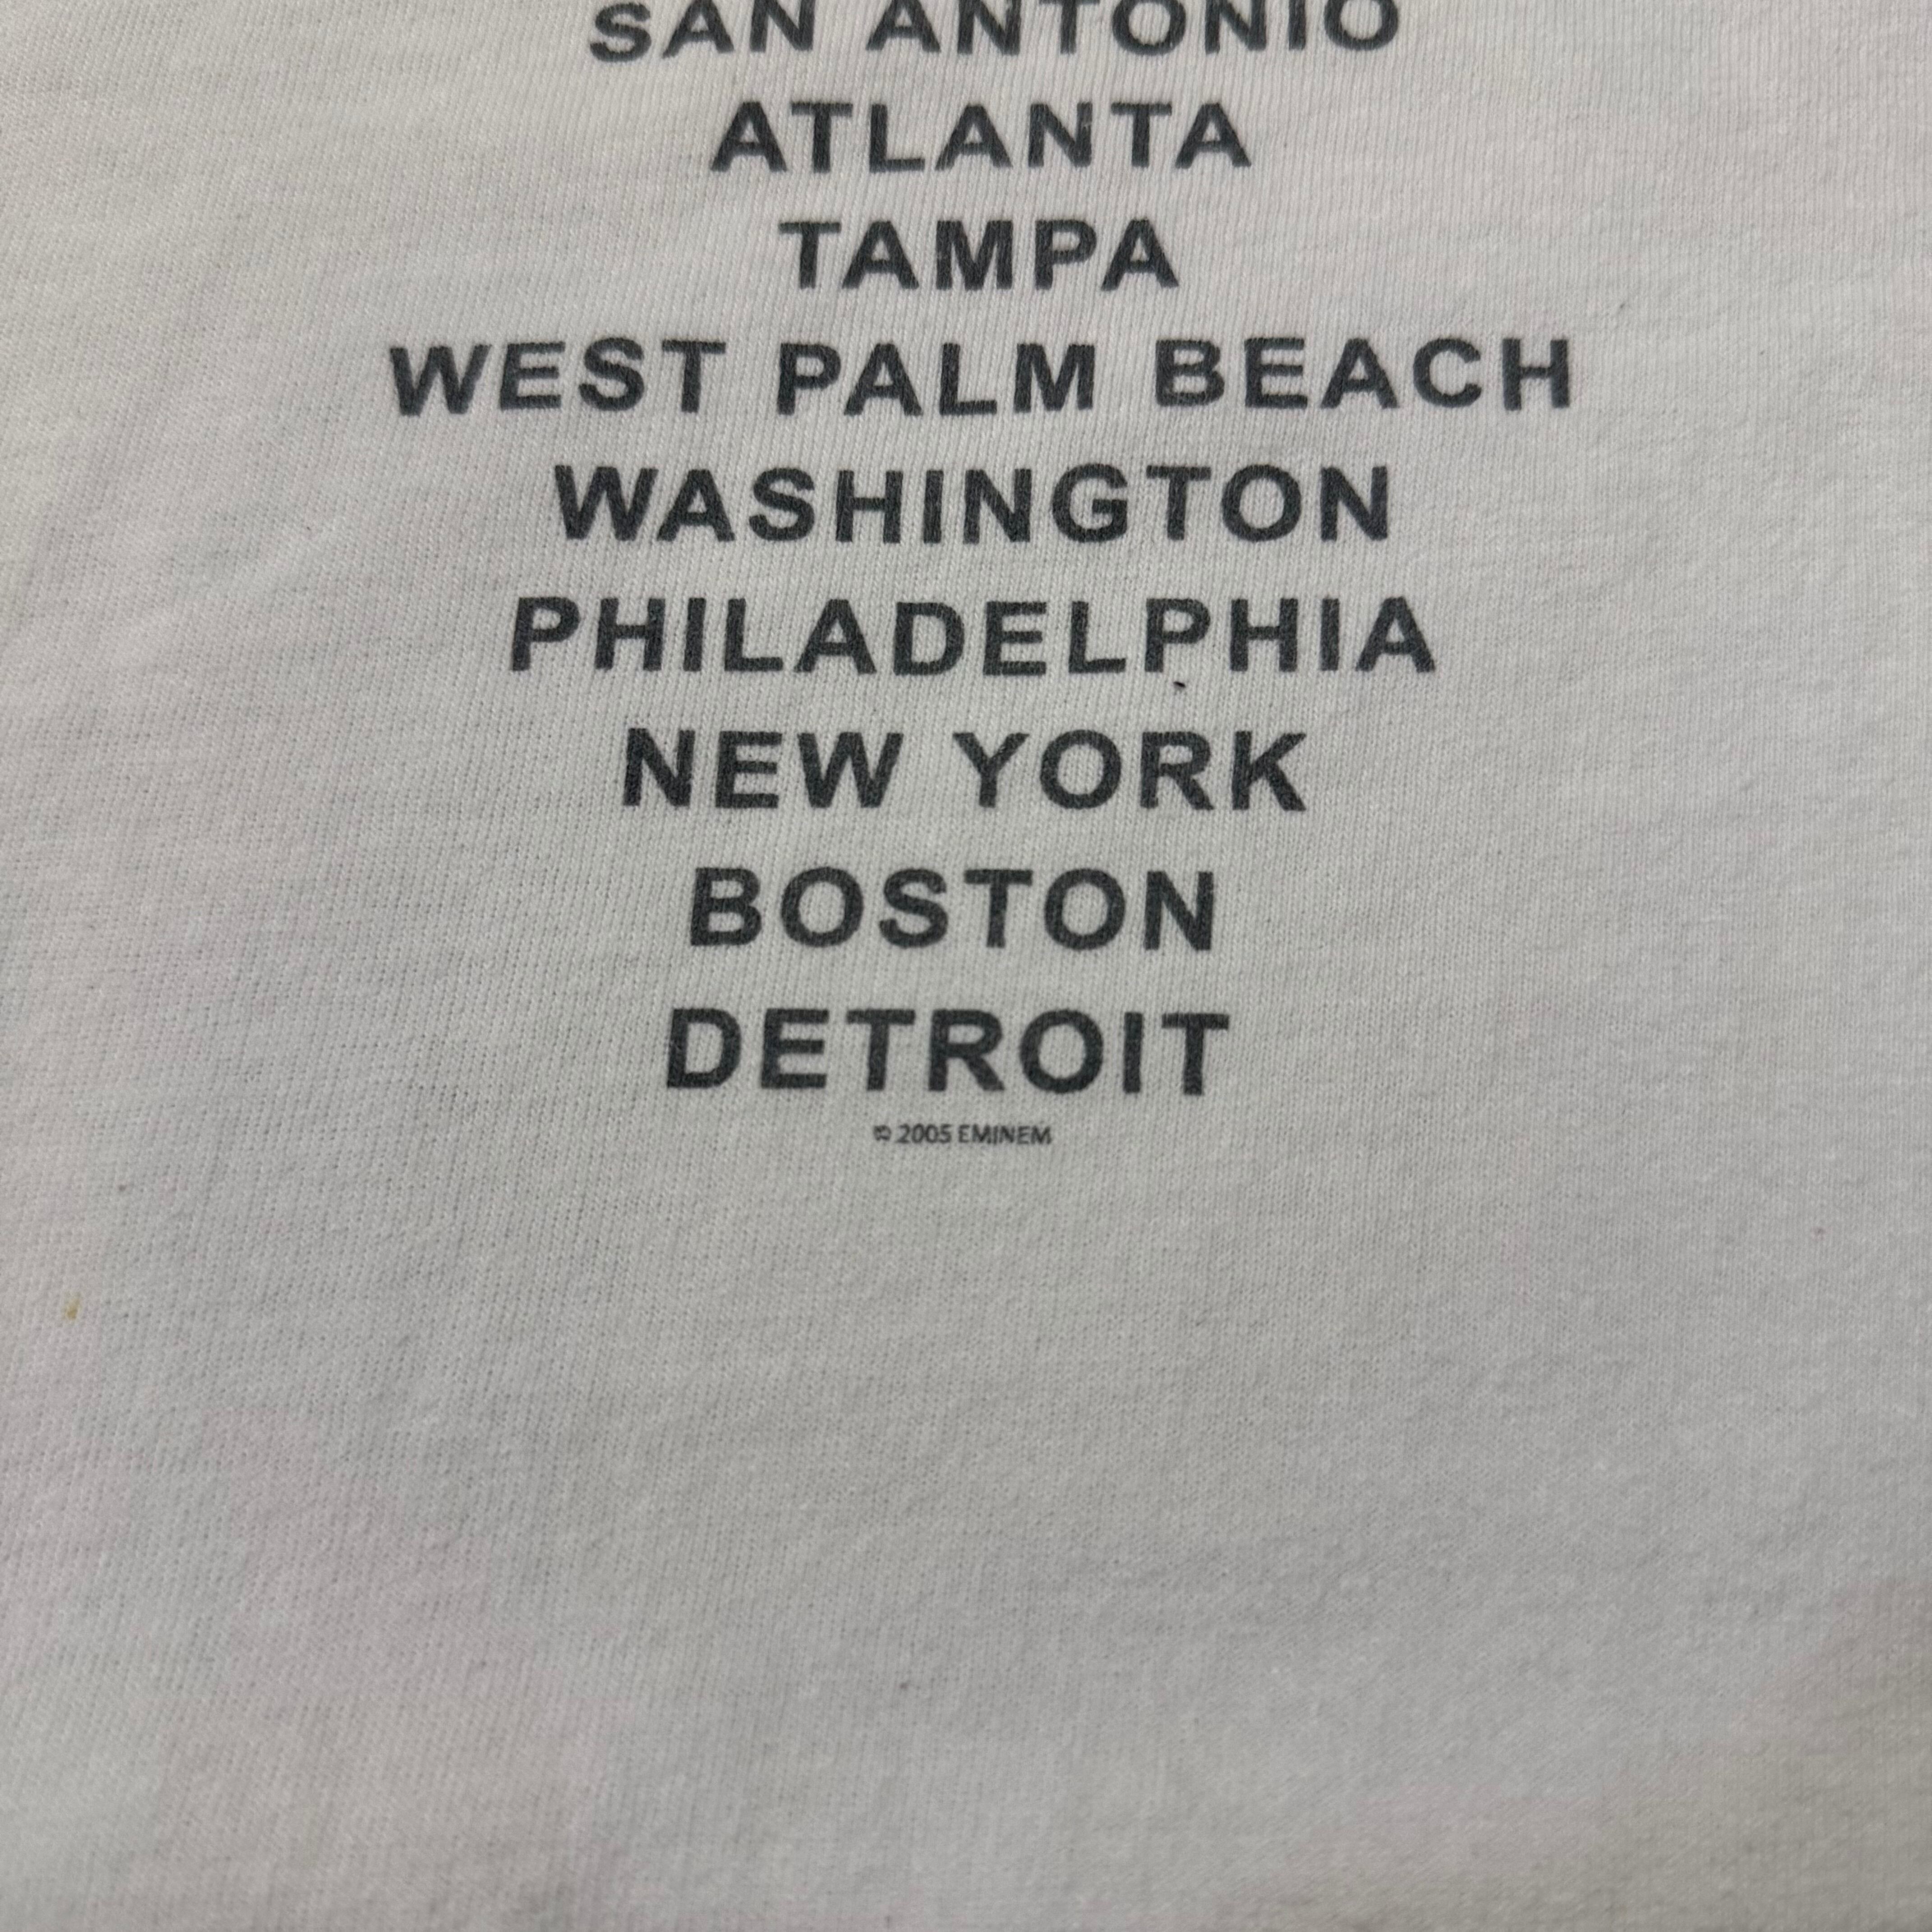 SAN ANTONIO
ATLANTA
TAMPA
WEST PALM BEACH
WASHINGTON
PHILADELPHIA
NEW YORK
BOSTON
DETROIT
© 2005 EMINEM